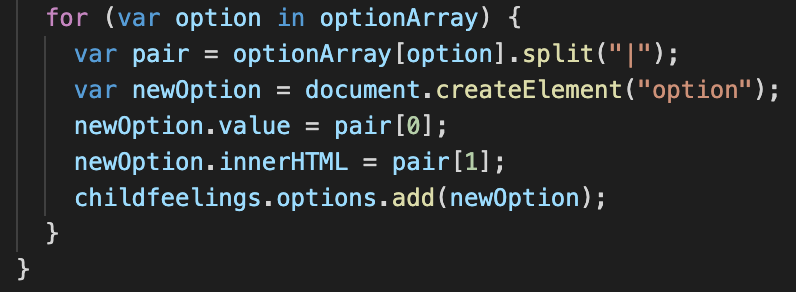 for (var option in optionArray) {
var pair = optionArray[option].split("|");
var newOption = document.createElement("option");
newOption.value = pair[0];
newOption.innerHTML = pair[1];
childfeelings.options.add(newOption);
}
}